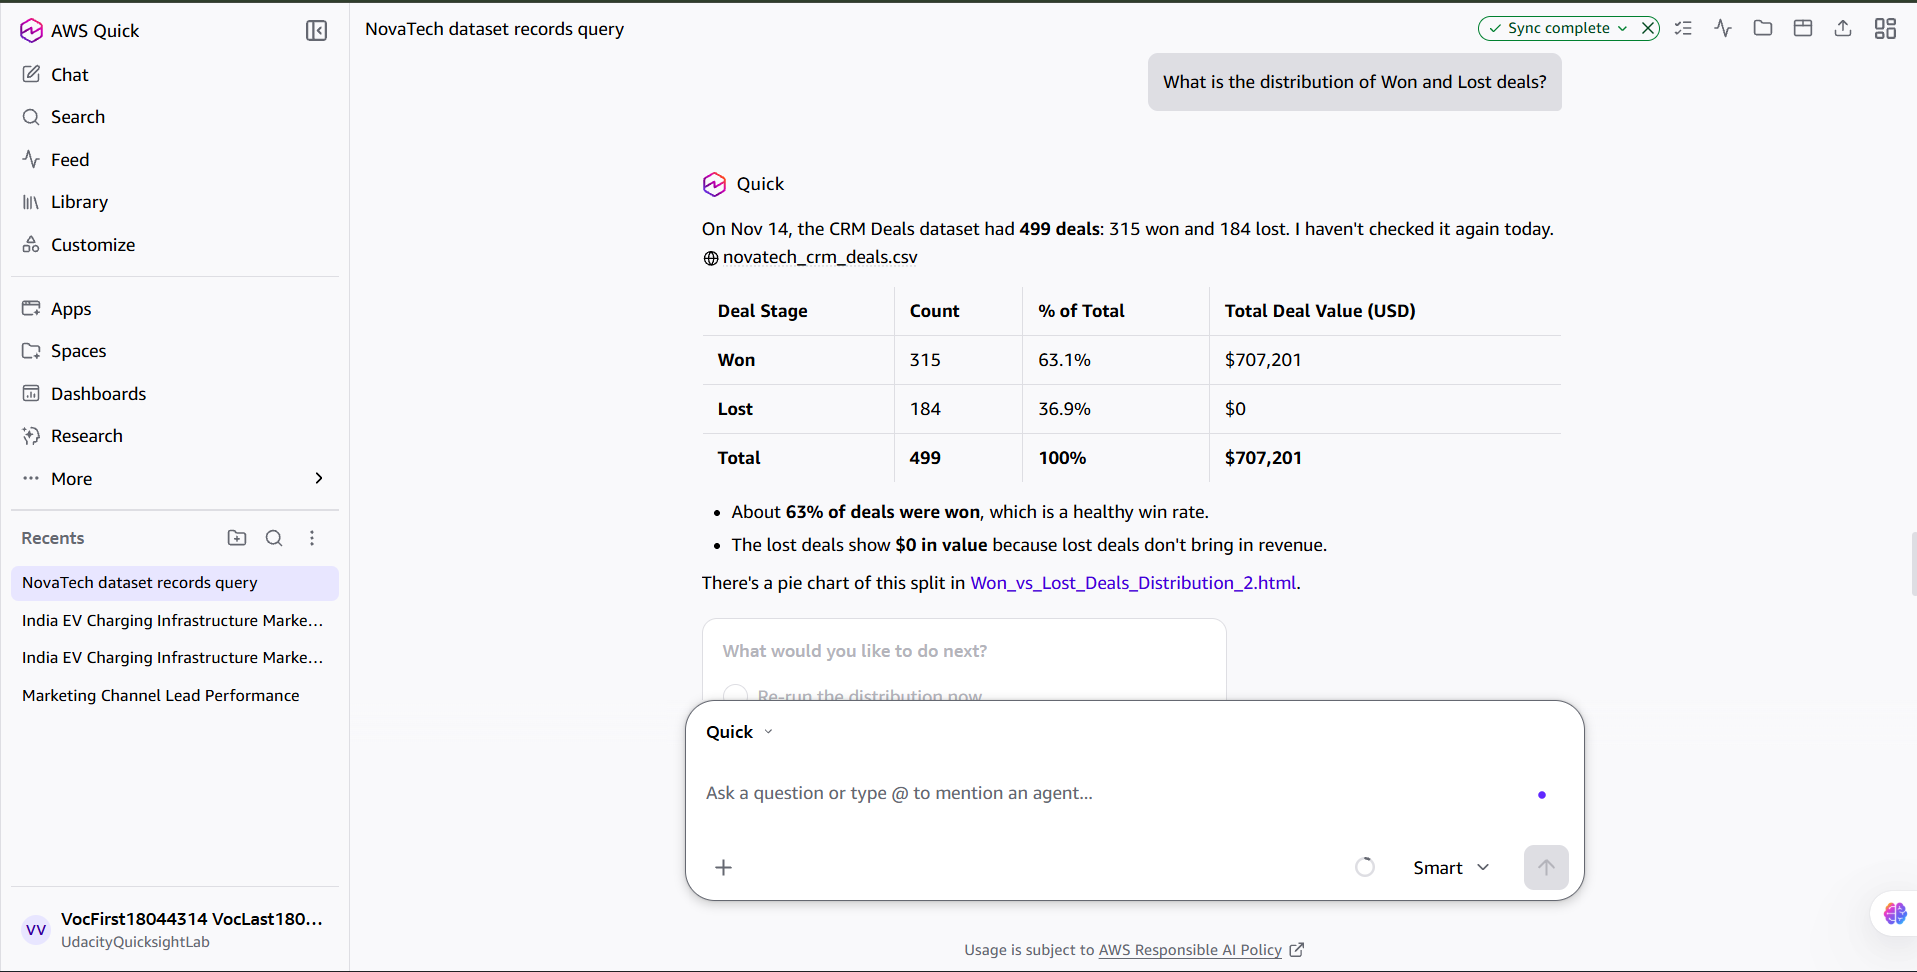 AWS Quick
Chat
Search
Feed
Library
Customize
Apps
Spaces
Dashboards
Research
More
Recents
NovaTech dataset records query
India EV Charging Infrastructure Marke...
India EV Charging Infrastructure Marke...
Marketing Channel Lead Performance
VV
VocFirst18044314 VocLast180...
UdacityQuicksightLab
NovaTech dataset records query
Sync complete
What is the distribution of Won and Lost deals?
Quick
On Nov 14, the CRM Deals dataset had 499 deals: 315 won and 184 lost. I haven't checked it again today.
novatech_crm_deals.csv
Deal Stage Count % of Total Total Deal Value (USD)
Won 315 63.1% $707,201
Lost 184 36.9% $0
Total 499 100% $707,201
• About 63% of deals were won, which is a healthy win rate.
• The lost deals show $0 in value because lost deals don't bring in revenue.
There's a pie chart of this split in Won_vs_Lost_Deals_Distribution_2.html.
What would you like to do next?
Re-run the distribution now
Quick
Ask a question or type @ to mention an agent...
Smart
Usage is subject to AWS Responsible AI Policy